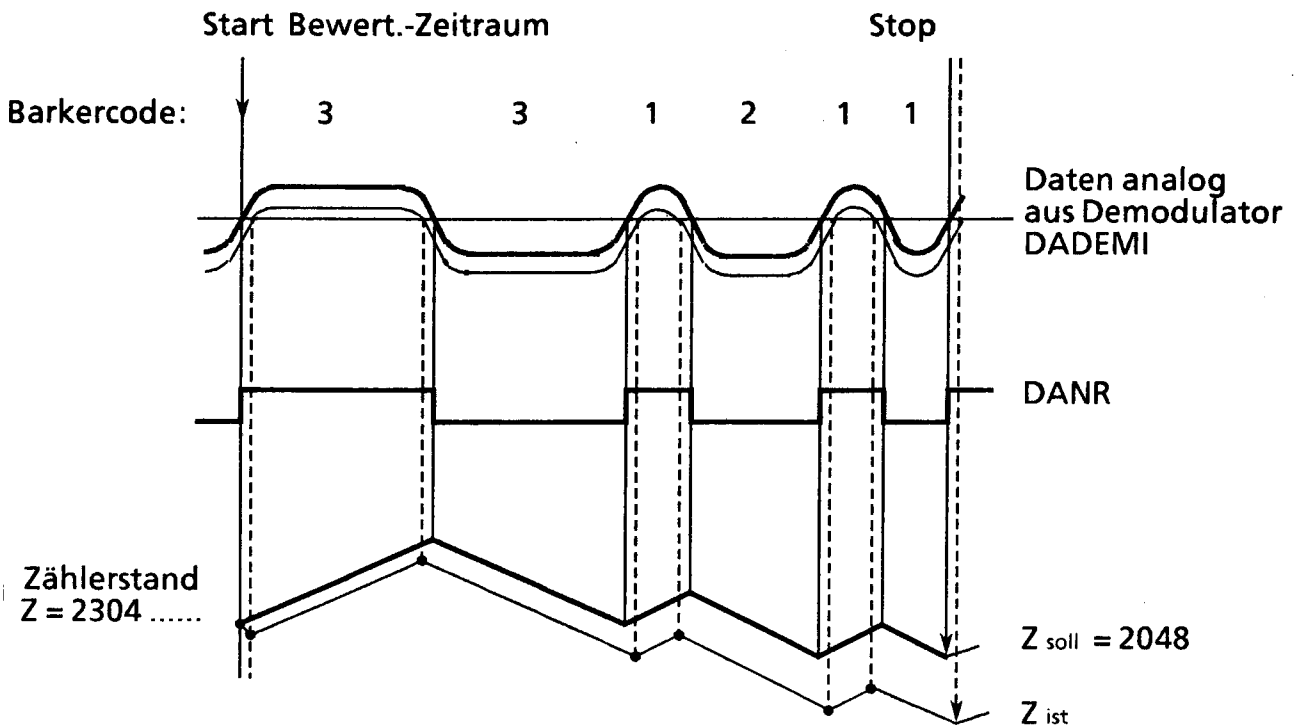 Start Bewert.-Zeitraum Stop
Barkercode: 3 3 1 2 1 1
Daten analog
aus Demodulator
DADEMI
DANR
Zählerstand
Z = 2304 ......
Z soll = 2048
Z ist